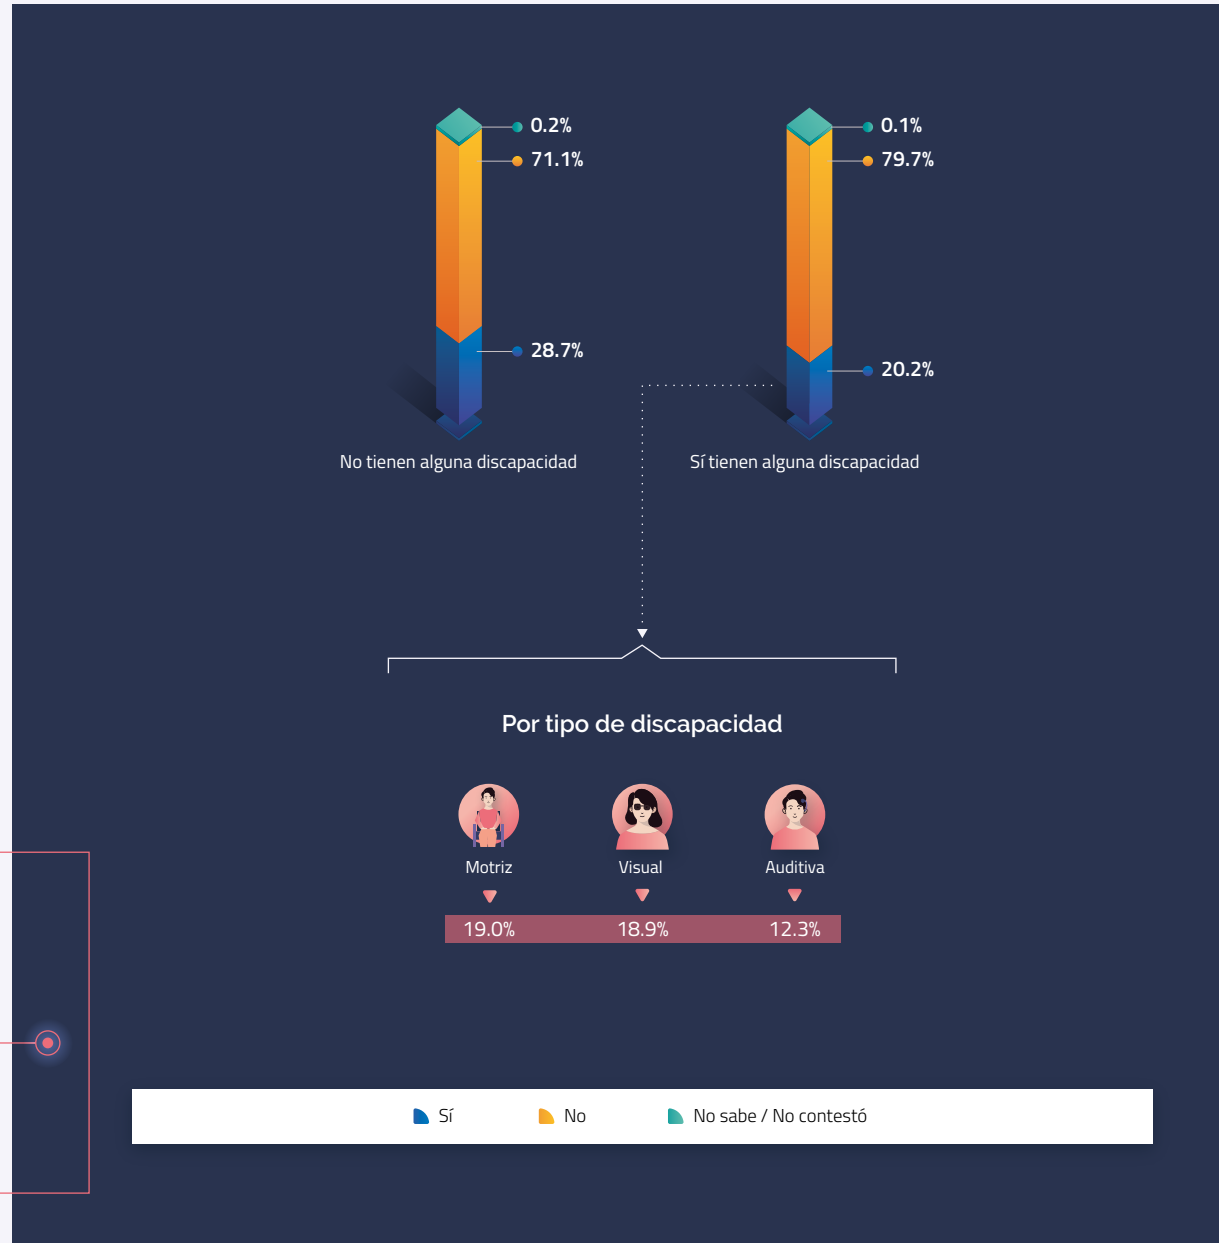 0.2%
71.1%
28.7%
No tienen alguna discapacidad
0.1%
79.7%
20.2%
Sí tienen alguna discapacidad
Por tipo de discapacidad
Motriz
Visual
Auditiva
19.0%
18.9%
12.3%
Sí
No
No sabe / No contestó